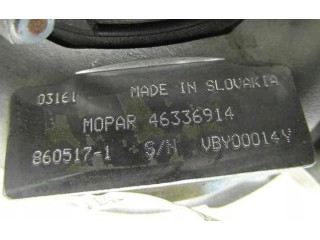 03161 MADE IN SLOVAKIA
MOPAR 46336914
860517-1 S/N VBY00014Y